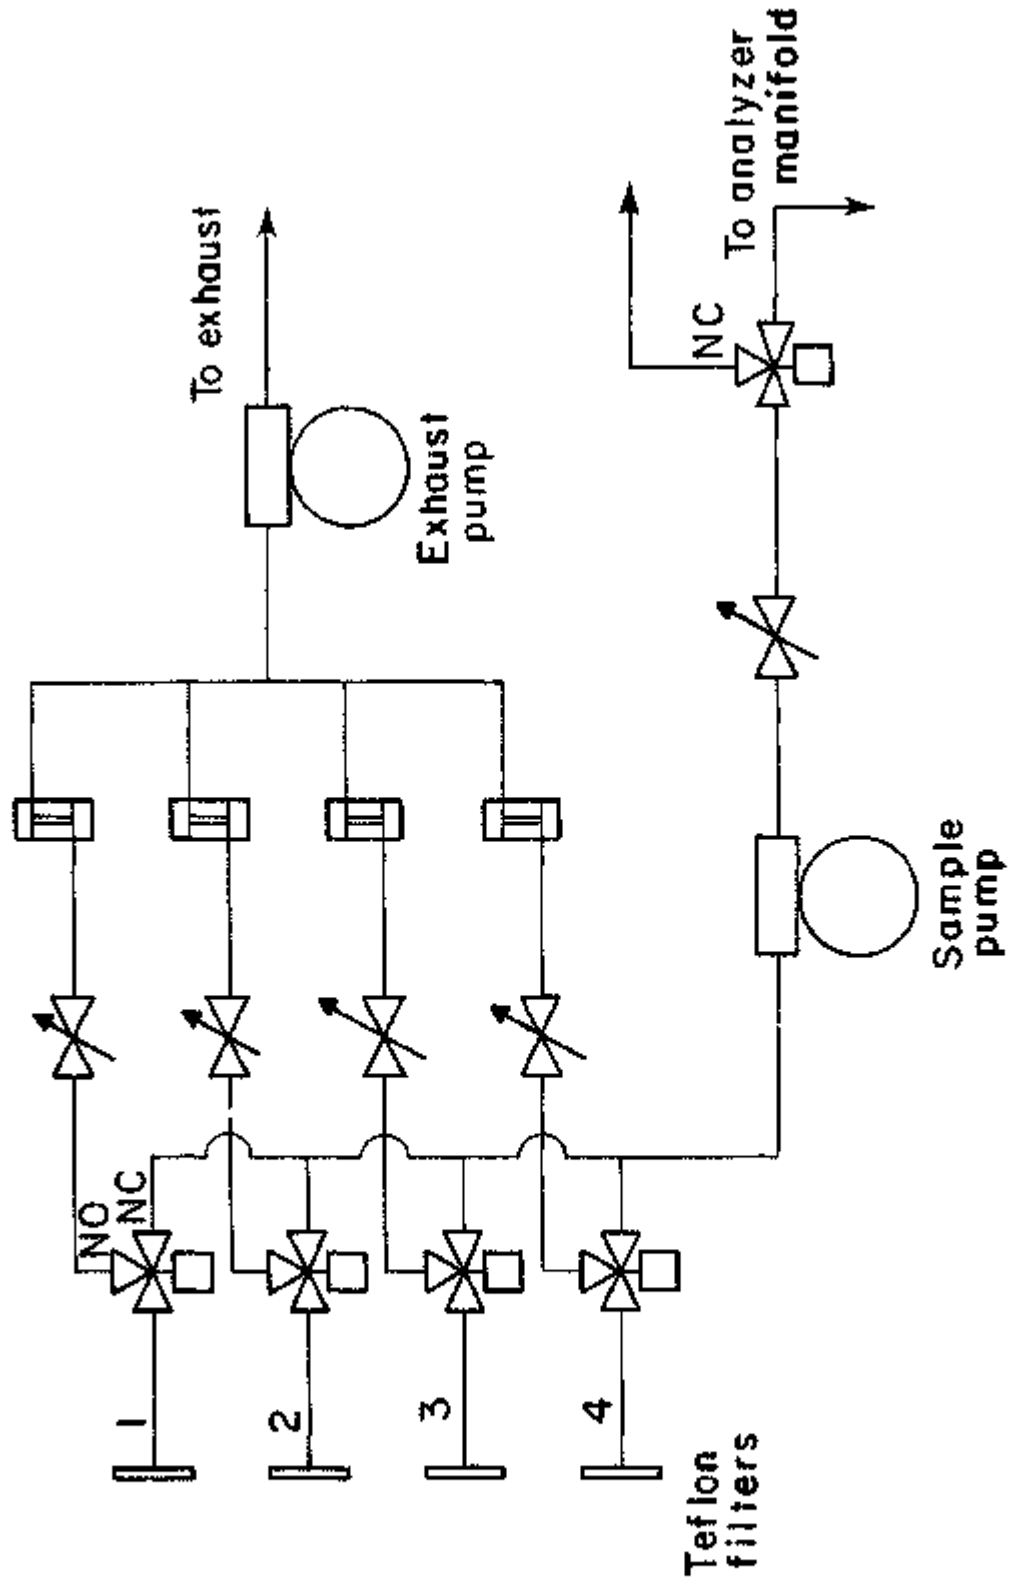 To exhaust
Exhaust
pump
To analyzer
manifold
NC
NO
NC
1
2
3
4
Teflon
filters
Sample
pump